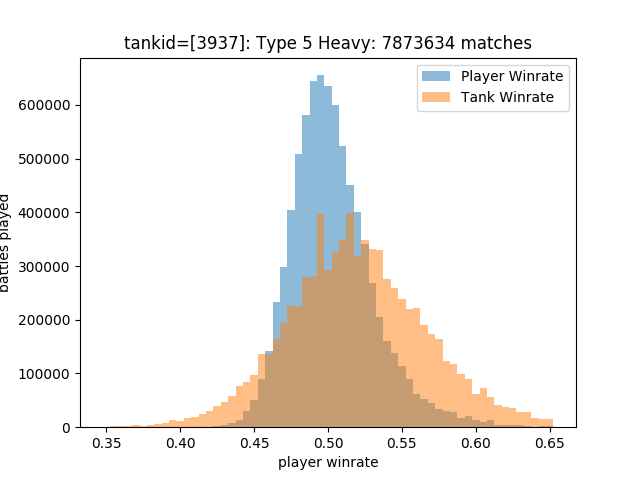 tankid=[3937]: Type 5 Heavy: 7873634 matches
Player Winrate
Tank Winrate
600000
500000
400000
300000
200000
100000
0
battles played
0.35 0.40 0.45 0.50 0.55 0.60 0.65
player winrate